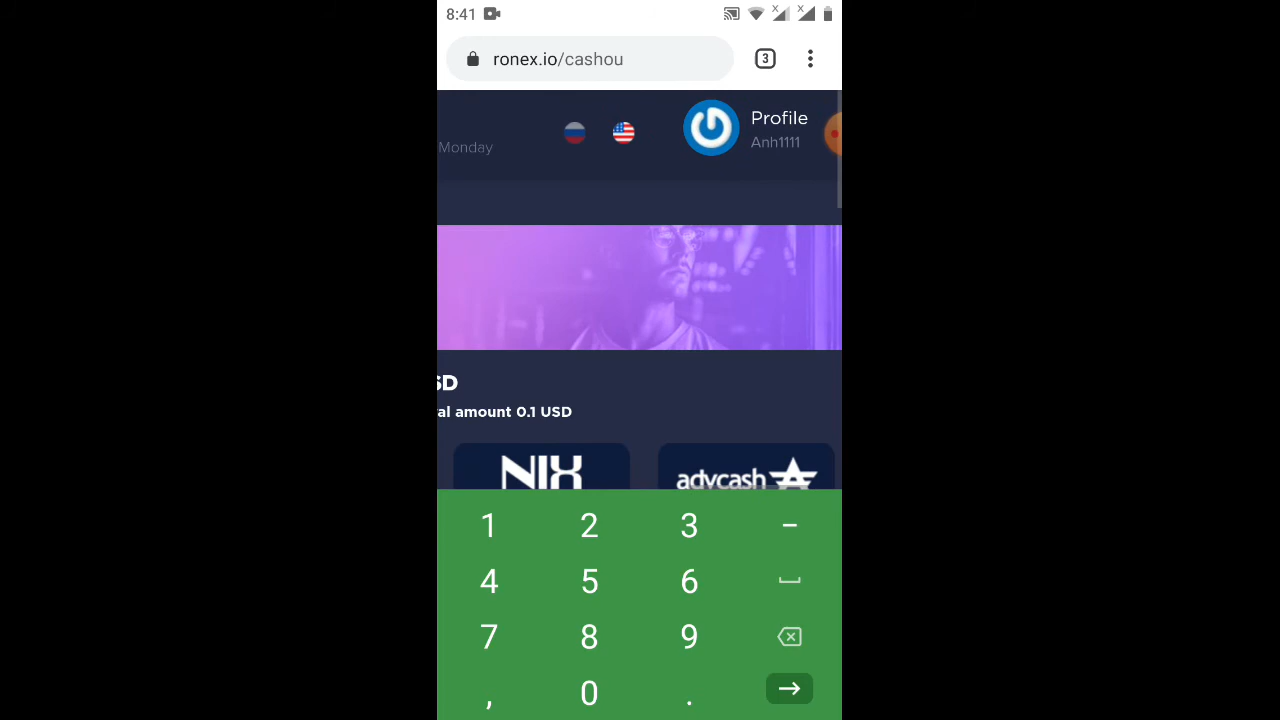 8:41
ronex.io/cashou
3
Profile
Monday
Anh1111
SD
al amount 0.1 USD
NIX
advcash
1 2 3 -
4 5 6
7 8 9
, 0 .